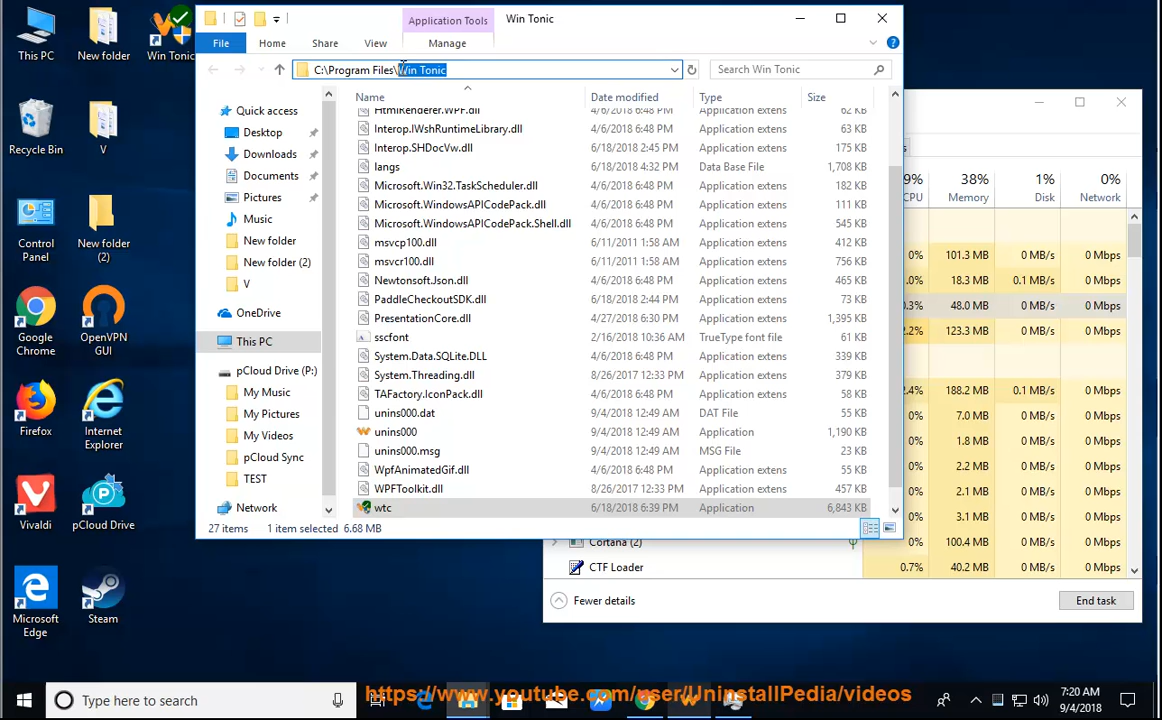 Application Tools
Win Tonic
File
Home
Share
View
Manage
C:\Program Files\Win Tonic
Search Win Tonic
Name
Date modified
Type
Size
HtmlRenderer.WPF.dll 4/6/2018 6:48 PM Application extens 62 KB
Interop.IWshRuntimeLibrary.dll 4/6/2018 6:48 PM Application extens 63 KB
Interop.SHDocVw.dll 6/18/2018 2:45 PM Application extens 175 KB
langs 6/18/2018 4:32 PM Data Base File 1,708 KB
Microsoft.Win32.TaskScheduler.dll 4/6/2018 6:48 PM Application extens 182 KB
Microsoft.WindowsAPICodePack.dll 4/6/2018 6:48 PM Application extens 111 KB
Microsoft.WindowsAPICodePack.Shell.dll 4/6/2018 6:48 PM Application extens 545 KB
msvcp100.dll 6/11/2011 1:58 AM Application extens 412 KB
msvcr100.dll 6/11/2011 1:58 AM Application extens 756 KB
Newtonsoft.Json.dll 4/6/2018 6:48 PM Application extens 465 KB
PaddleCheckoutSDK.dll 6/18/2018 2:44 PM Application extens 73 KB
PresentationCore.dll 4/27/2018 6:30 PM Application extens 1,395 KB
sscfont 2/16/2018 10:36 AM TrueType font file 61 KB
System.Data.SQLite.DLL 4/6/2018 6:48 PM Application extens 339 KB
System.Threading.dll 8/26/2017 12:33 PM Application extens 379 KB
TAFactory.IconPack.dll 4/6/2018 6:48 PM Application extens 58 KB
unins000.dat 9/4/2018 12:49 AM DAT File 55 KB
unins000 9/4/2018 12:49 AM Application 1,190 KB
unins000.msg 9/4/2018 12:49 AM MSG File 23 KB
WpfAnimatedGif.dll 4/6/2018 6:48 PM Application extens 55 KB
WPFToolkit.dll 8/26/2017 12:33 PM Application extens 457 KB
wtc 6/18/2018 6:39 PM Application 6,843 KB
27 items 1 item selected 6.68 MB
Quick access
Desktop
Downloads
Documents
Pictures
Music
New folder
New folder (2)
V
OneDrive
This PC
pCloud Drive (P:)
My Music
My Pictures
My Videos
pCloud Sync
TEST
Network
This PC
New folder
Win Tonic
Recycle Bin
V
Control Panel
New folder (2)
Google Chrome
OpenVPN GUI
Firefox
Internet Explorer
Vivaldi
pCloud Drive
Microsoft Edge
Steam
9% 38% 1% 0%
CPU Memory Disk Network
0% 101.3 MB 0 MB/s 0 Mbps
.0% 18.3 MB 0.1 MB/s 0 Mbps
.3% 48.0 MB 0 MB/s 0 Mbps
.2% 123.3 MB 0 MB/s 0 Mbps
.4% 188.2 MB 0.1 MB/s 0 Mbps
0% 7.0 MB 0 MB/s 0 Mbps
0% 1.8 MB 0 MB/s 0 Mbps
0% 2.2 MB 0 MB/s 0 Mbps
0% 2.1 MB 0 MB/s 0 Mbps
0% 3.1 MB 0 MB/s 0 Mbps
Cortana (2) 0% 100.4 MB 0 MB/s 0 Mbps
CTF Loader 0.7% 40.2 MB 0 MB/s 0 Mbps
Fewer details
End task
Type here to search
https://www.youtube.com/user/UninstallPedia/videos
7:20 AM
9/4/2018